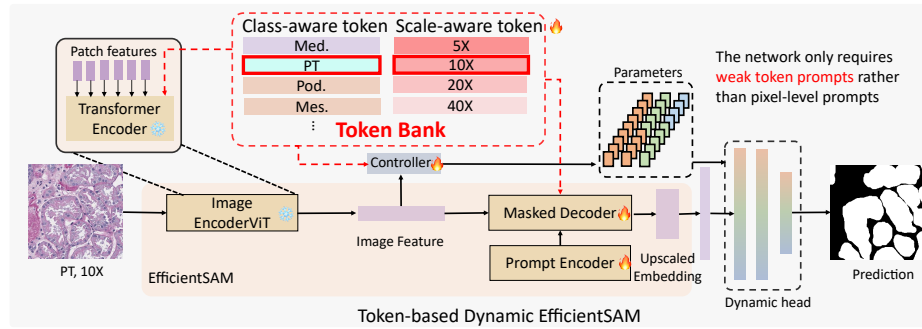 Class-aware token
Scale-aware token
Patch features
Med.
5X
PT
10X
Pod.
20X
Mes.
40X
...
Token Bank
Transformer
Encoder
Parameters
The network only requires
weak token prompts rather
than pixel-level prompts
Controller
Image
EncoderViT
Image Feature
Masked Decoder
Prompt Encoder
Upscaled
Embedding
EfficientSAM
PT, 10X
Dynamic head
Prediction
Token-based Dynamic EfficientSAM